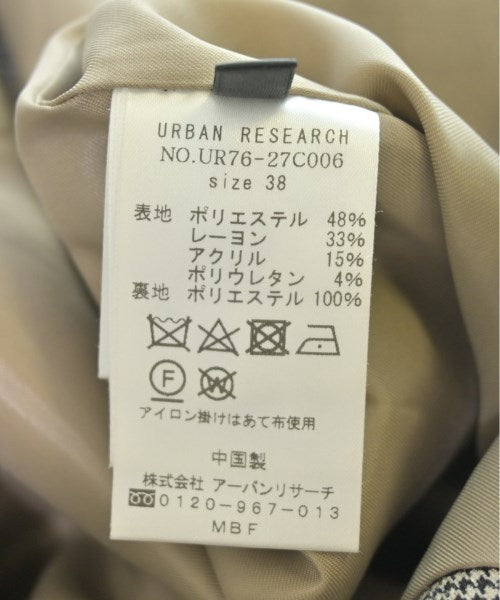 URBAN RESEARCH
NO.UR76-27C006
size 38
表地 ポリエステル 48%
レーヨン 33%
アクリル 15%
ポリウレタン 4%
裏地 ポリエステル 100%
F W
アイロン掛けはあて布使用
中国製
株式会社 アーバンリサーチ
0120-967-013
MBF